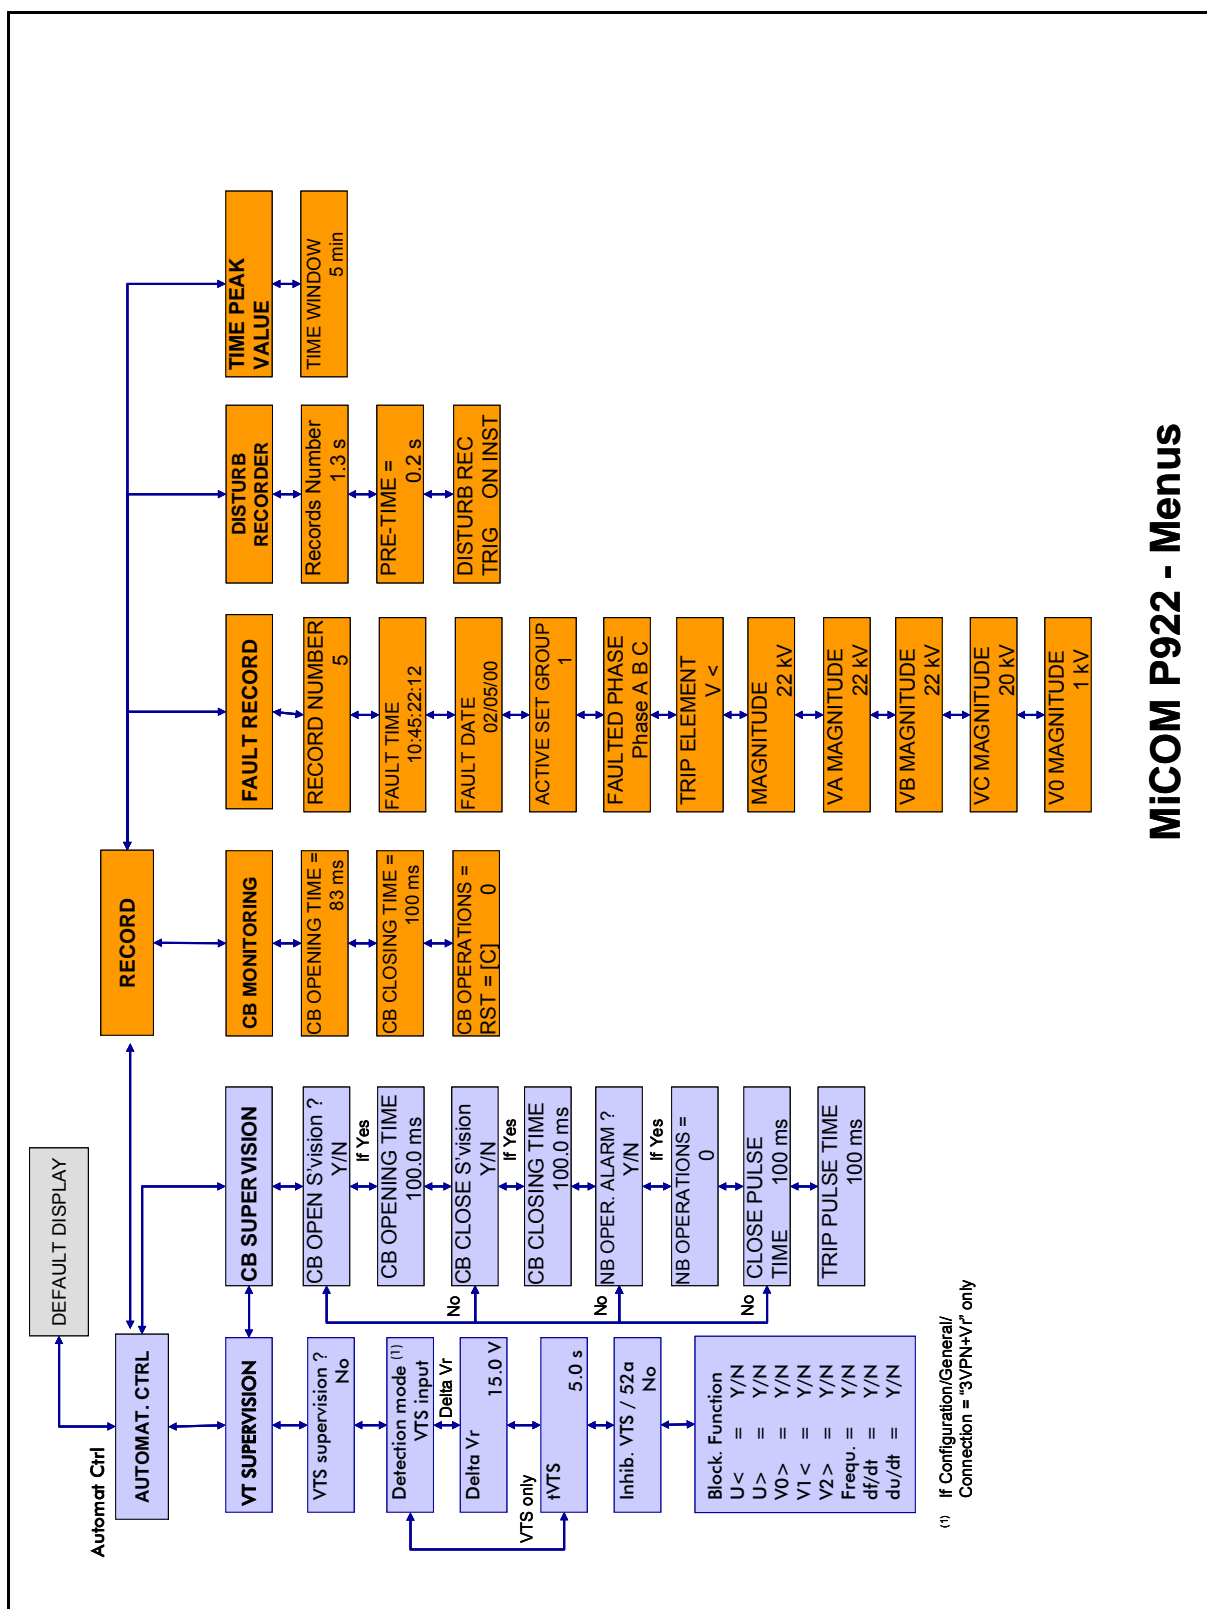 DEFAULT DISPLAY
Automat Ctrl
AUTOMAT. CTRL
VT SUPERVISION
VTS supervision ?
No
Detection mode (1)
VTS input
Delta Vr
Delta Vr
15.0 V
VTS only
tVTS
5.0 s
Inhib. VTS / 52a
No
Block. Function
U< = Y/N
U> = Y/N
V0> = Y/N
V1< = Y/N
V2> = Y/N
Frequ. = Y/N
df/dt = Y/N
du/dt = Y/N
(1) If Configuration/General/
Connection = "3VPN+Vr" only
CB SUPERVISION
CB OPEN S'vision ?
Y/N
If Yes
CB OPENING TIME
100.0 ms
No
CB CLOSE S'vision
Y/N
If Yes
CB CLOSING TIME
100.0 ms
No
NB OPER. ALARM ?
Y/N
If Yes
NB OPERATIONS =
0
No
CLOSE PULSE
TIME 100 ms
TRIP PULSE TIME
100 ms
RECORD
CB MONITORING
CB OPENING TIME =
83 ms
CB CLOSING TIME =
100 ms
CB OPERATIONS =
RST = [C] 0
FAULT RECORD
RECORD NUMBER
5
FAULT TIME
10:45:22:12
FAULT DATE
02/05/00
ACTIVE SET GROUP
1
FAULTED PHASE
Phase A B C
TRIP ELEMENT
V <
MAGNITUDE
22 kV
VA MAGNITUDE
22 kV
VB MAGNITUDE
22 kV
VC MAGNITUDE
20 kV
V0 MAGNITUDE
1 kV
DISTURB
RECORDER
Records Number
1.3 s
PRE-TIME =
0.2 s
DISTURB REC
TRIG ON INST
TIME PEAK
VALUE
TIME WINDOW
5 min
MiCOM P922 - Menus